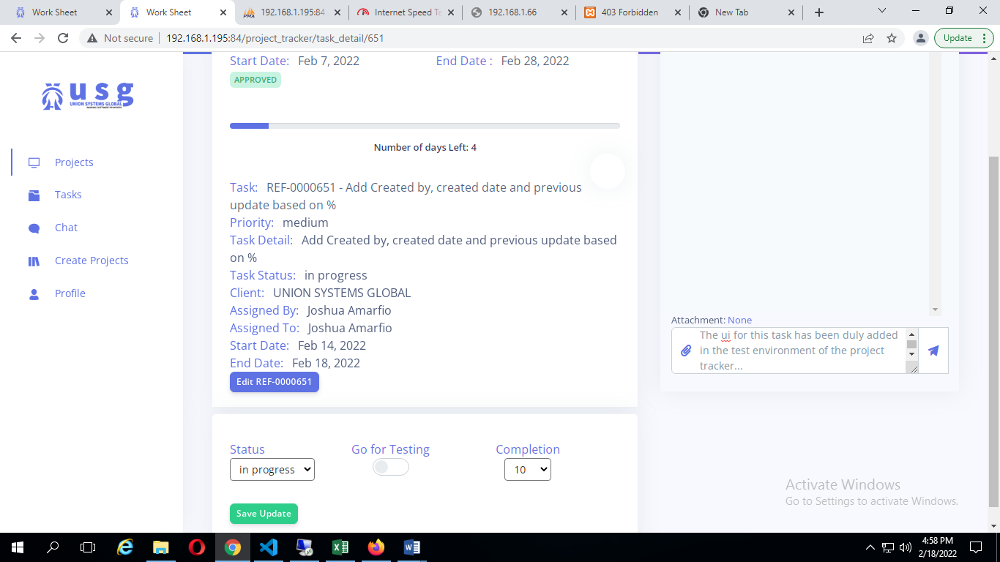 Work Sheet
Work Sheet
192.168.1.195:84
Internet Speed Te
192.168.1.66
403 Forbidden
New Tab
Not secure
192.168.1.195:84/project_tracker/task_detail/651
Update
usg
UNION SYSTEMS GLOBAL
Projects
Tasks
Chat
Create Projects
Profile
Start Date: Feb 7, 2022
End Date : Feb 28, 2022
APPROVED
Number of days Left: 4
Task: REF-0000651 - Add Created by, created date and previous
update based on %
Priority: medium
Task Detail: Add Created by, created date and previous update based
on %
Task Status: in progress
Client: UNION SYSTEMS GLOBAL
Assigned By: Joshua Amarfio
Assigned To: Joshua Amarfio
Start Date: Feb 14, 2022
End Date: Feb 18, 2022
Edit REF-0000651
Status
Go for Testing
Completion
in progress
10
Save Update
Attachment: None
The ui for this task has been duly added
in the test environment of the project
tracker...
Activate Windows
Go to Settings to activate Windows.
4:58 PM
2/18/2022